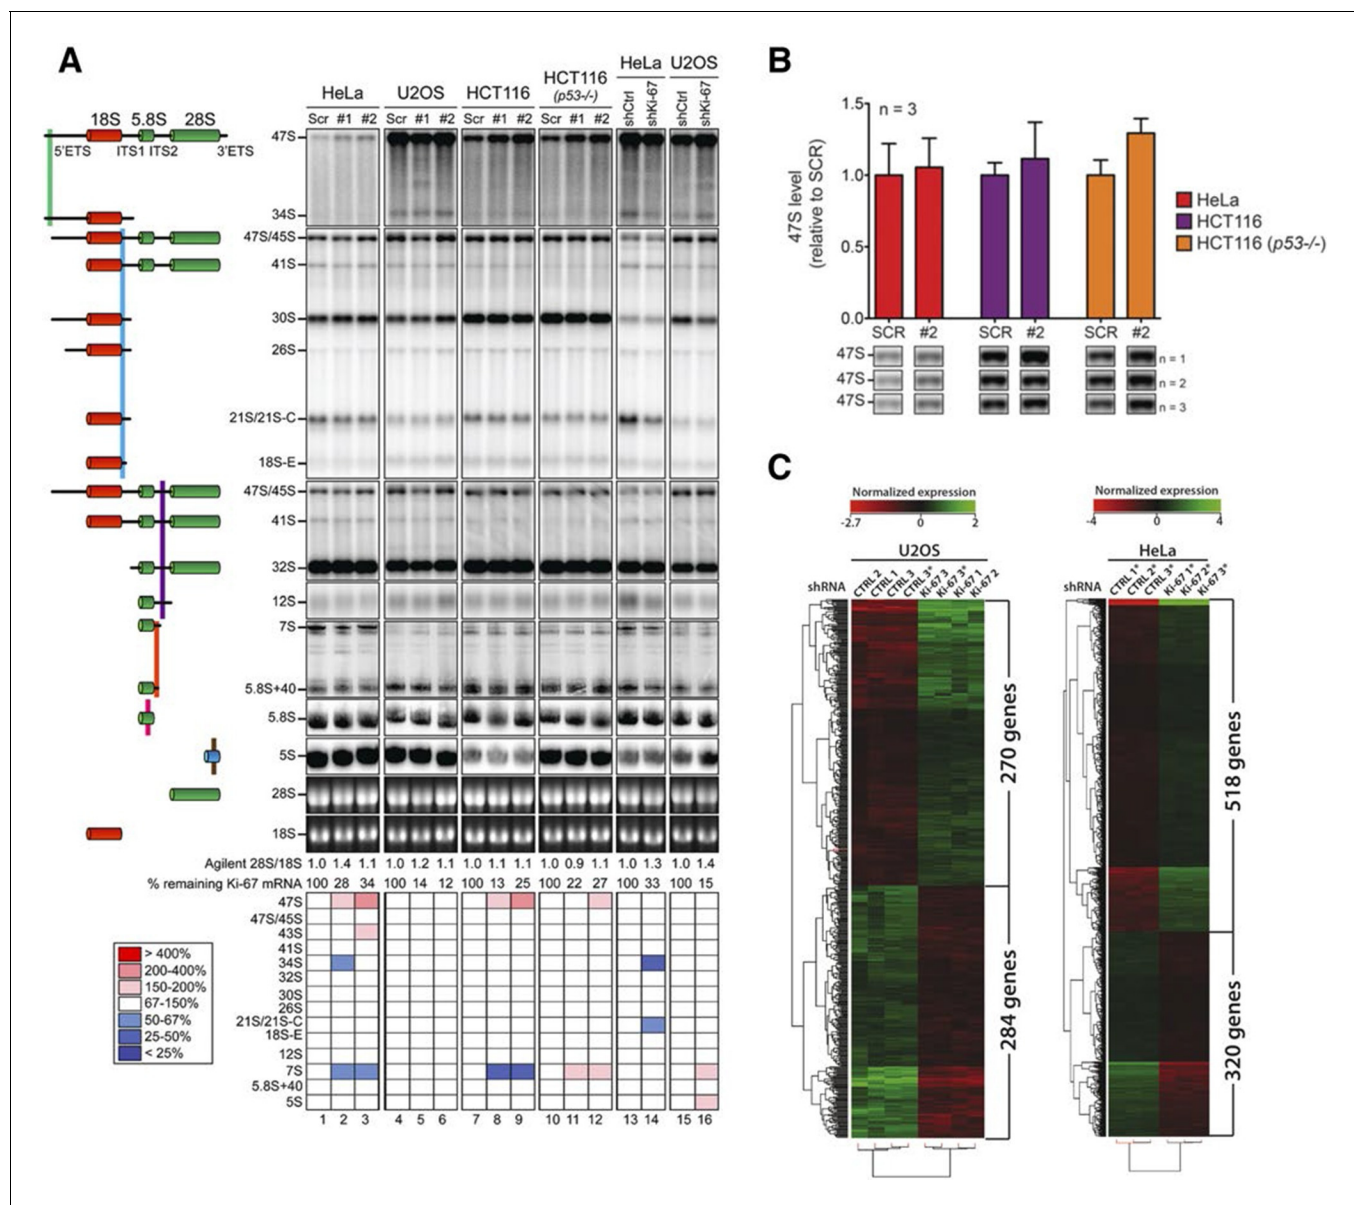 A
HeLa
U2OS
HCT116
HCT116
(p53-/-)
HeLa
U2OS
Scr #1 #2
Scr #1 #2
Scr #1 #2
Scr #1 #2
shCtrl
shKi-67
shCtrl
shKi-67
18S 5.8S 28S
5'ETS ITS1 ITS2 3'ETS
47S
34S
47S/45S
41S
30S
26S
21S/21S-C
18S-E
47S/45S
41S
32S
12S
7S
5.8S+40
5.8S
5S
28S
18S
Agilent 28S/18S 1.0 1.4 1.1 1.0 1.2 1.1 1.0 1.1 1.1 1.0 0.9 1.1 1.0 1.3 1.0 1.4
% remaining Ki-67 mRNA 100 28 34 100 14 12 100 13 25 100 22 27 100 33 100 15
47S
47S/45S
43S
41S
34S
32S
30S
26S
21S/21S-C
18S-E
12S
7S
5.8S+40
5S
1 2 3 4 5 6 7 8 9 10 11 12 13 14 15 16
> 400%
200-400%
150-200%
67-150%
50-67%
25-50%
< 25%
B
47S level
(relative to SCR)
1.5
1.0
0.5
0.0
n = 3
SCR #2 SCR #2 SCR #2
HeLa
HCT116
HCT116 (p53-/-)
47S n = 1
47S n = 2
47S n = 3
C
Normalized expression
-2.7 0 2
U2OS
shRNA
CTRL 2
CTRL 1
CTRL 3
CTRL 3*
Ki-67 3
Ki-67 3*
Ki-67 1
Ki-67 2
270 genes
284 genes
Normalized expression
-4 0 4
HeLa
shRNA
CTRL 1*
CTRL 2*
CTRL 3*
Ki-67 1*
Ki-67 2*
Ki-67 3*
518 genes
320 genes